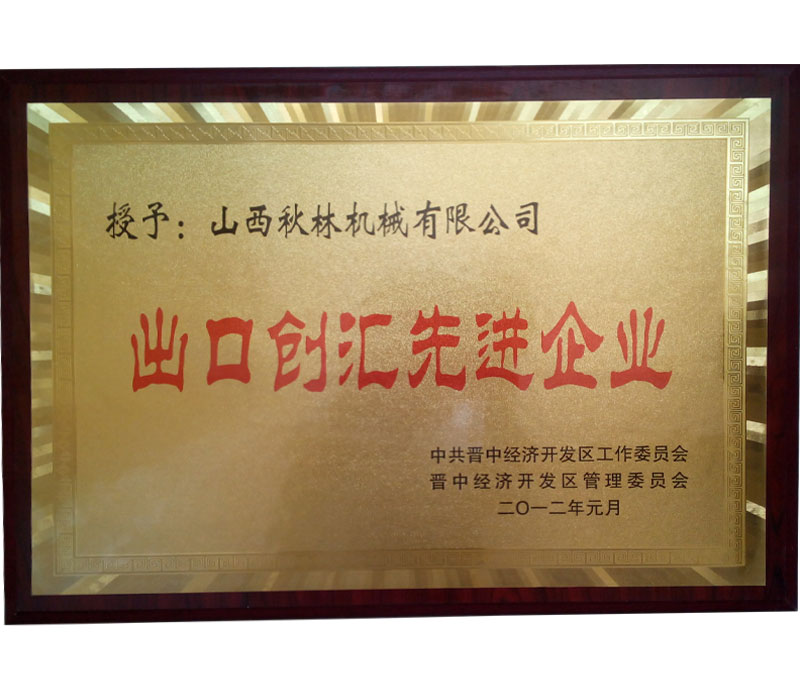 授予：山西秋林机械有限公司
出口创汇先进企业
中共晋中经济开发区工作委员会
晋中经济开发区管理委员会
二〇一二年元月